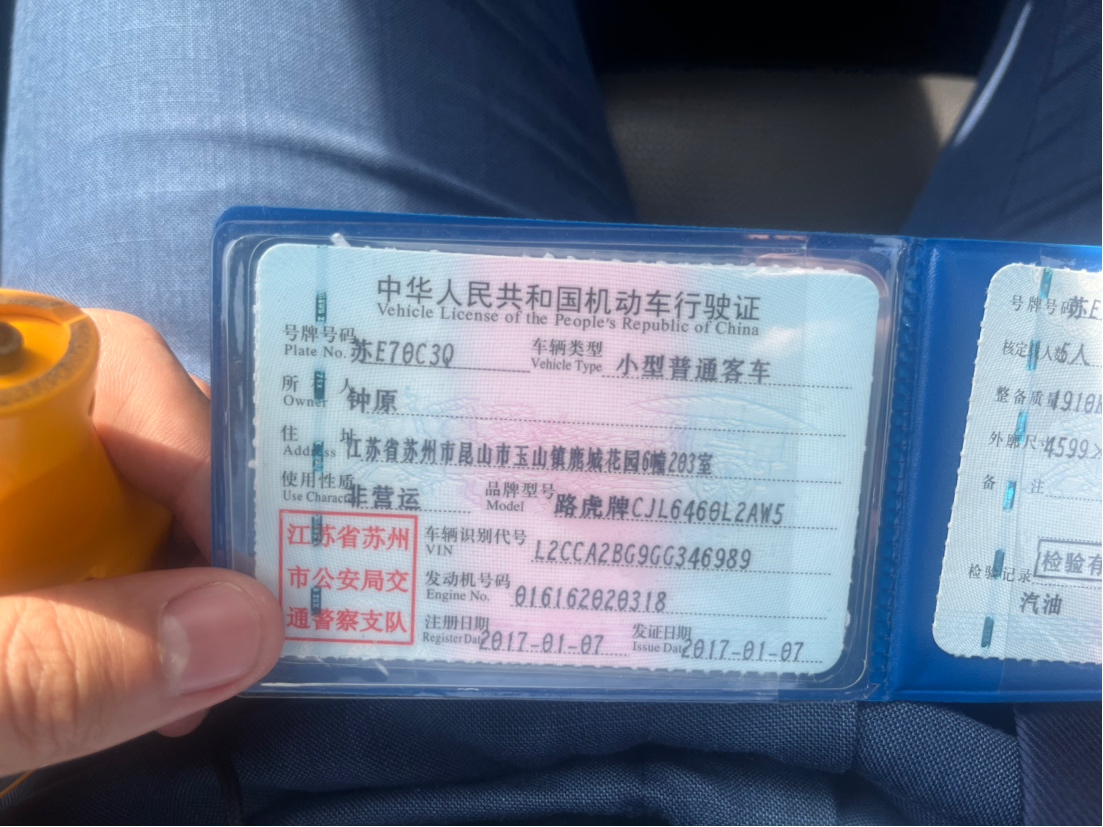 中华人民共和国机动车行驶证
Vehicle License of the People's Republic of China
号牌号码 苏E70C3Q 车辆类型 小型普通客车
Plate No. Vehicle Type
所有人 钟原
Owner
住址 江苏省苏州市昆山市玉山镇鹿城花园6幢203室
Address
使用性质 非营运 品牌型号 路虎牌CJL6460L2AW5
Use Character Model
江苏省苏州
市公安局交
通警察支队
车辆识别代号 L2CCA2BG9GG346989
VIN
发动机号码 016162020318
Engine No.
注册日期 2017-01-07 发证日期 2017-01-07
Register Date Issue Date
号牌号码 苏E
核定载人数 5人
整备质量 1910k
外廓尺寸 4599×
备注
检验记录
检验有
汽油